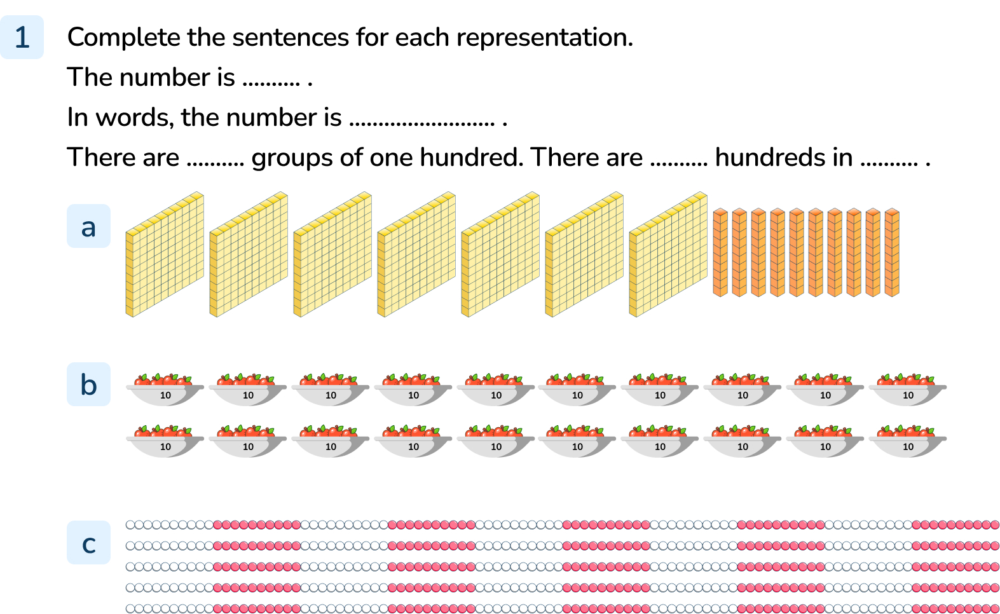 1 Complete the sentences for each representation.
The number is .......... .
In words, the number is ......................... .
There are .......... groups of one hundred. There are .......... hundreds in .......... .
a
b
10 10 10 10 10 10 10 10 10 10
10 10 10 10 10 10 10 10 10 10
c